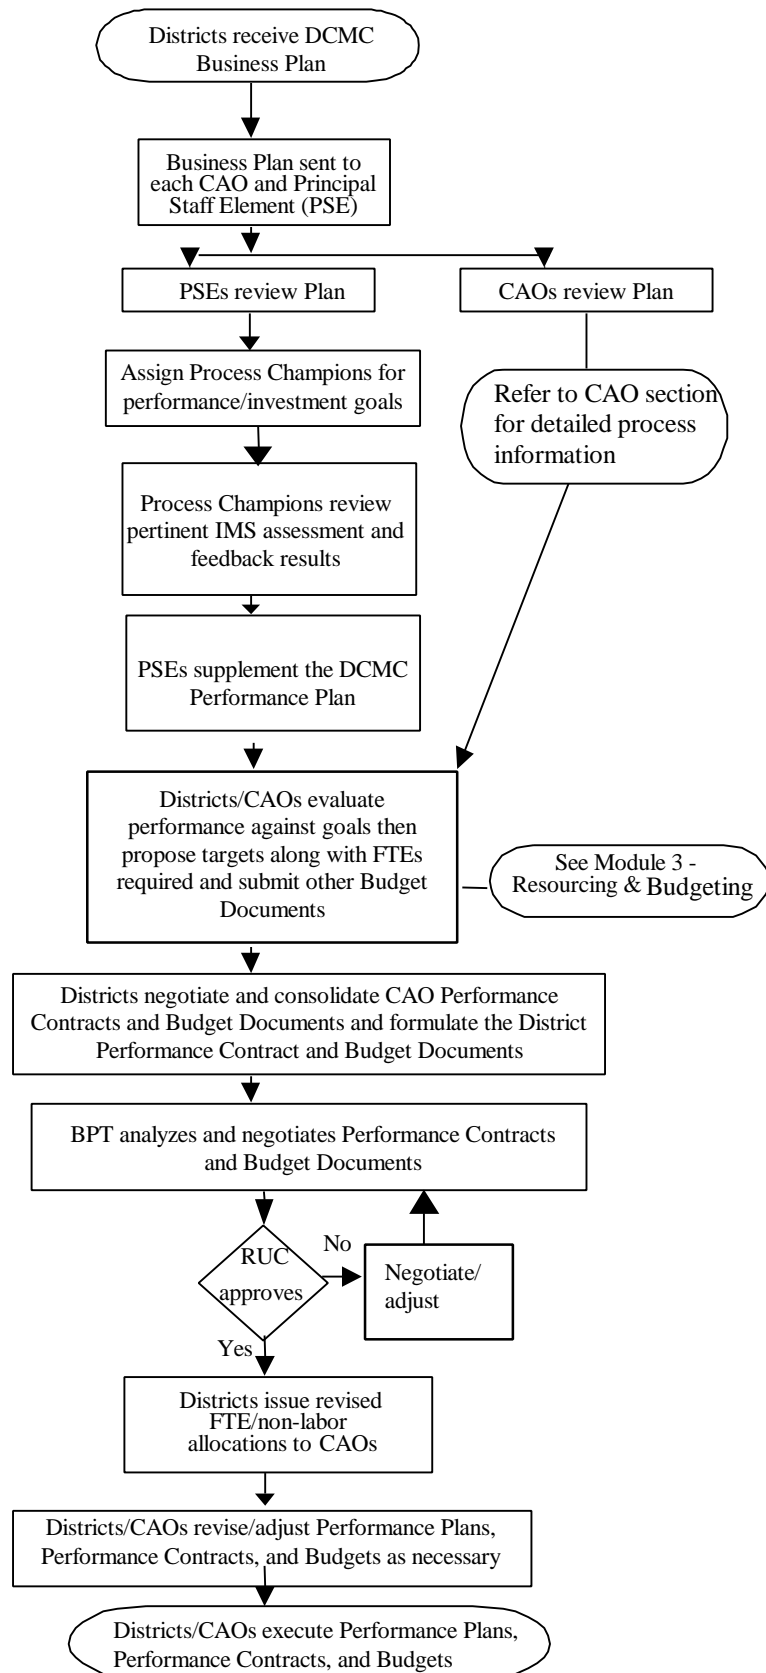 Districts receive DCMC
Business Plan
Business Plan sent to
each CAO and Principal
Staff Element (PSE)
PSEs review Plan
CAOs review Plan
Assign Process Champions for
performance/investment goals
Refer to CAO section
for detailed process
information
Process Champions review
pertinent IMS assessment and
feedback results
PSEs supplement the DCMC
Performance Plan
Districts/CAOs evaluate
performance against goals then
propose targets along with FTEs
required and submit other Budget
Documents
See Module 3 -
Resourcing & Budgeting
Districts negotiate and consolidate CAO Performance
Contracts and Budget Documents and formulate the District
Performance Contract and Budget Documents
BPT analyzes and negotiates Performance Contracts
and Budget Documents
RUC
approves
No
Negotiate/
adjust
Yes
Districts issue revised
FTE/non-labor
allocations to CAOs
Districts/CAOs revise/adjust Performance Plans,
Performance Contracts, and Budgets as necessary
Districts/CAOs execute Performance Plans,
Performance Contracts, and Budgets